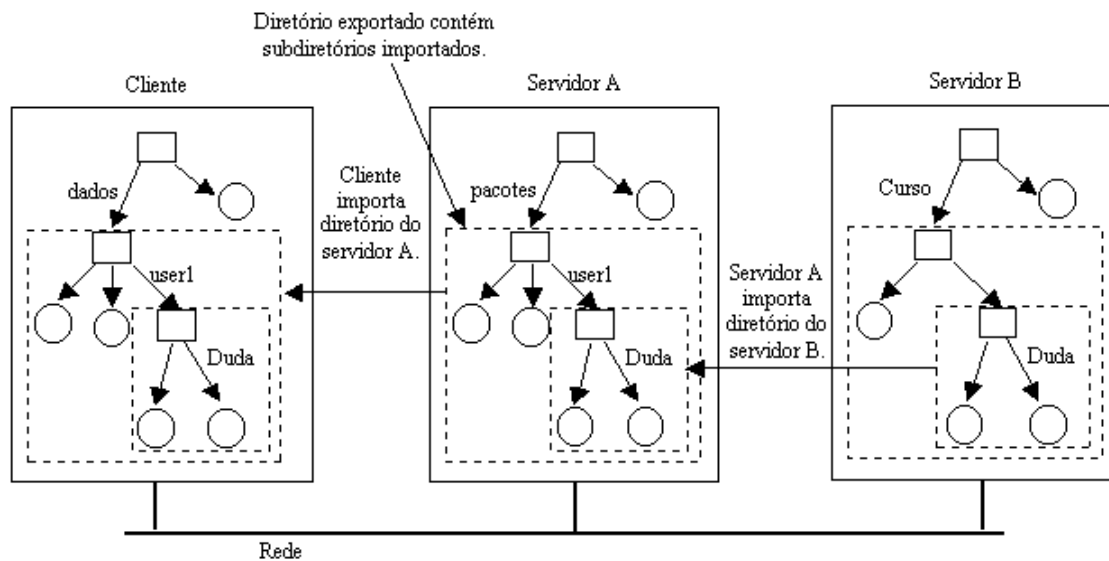 Diretório exportado contém
subdiretórios importados.
Cliente
Servidor A
Servidor B
dados
Cliente
importa
diretório do
servidor A.
pacotes
Curso
user1
user1
Servidor A
importa
diretório do
servidor B.
Duda
Duda
Duda
Rede